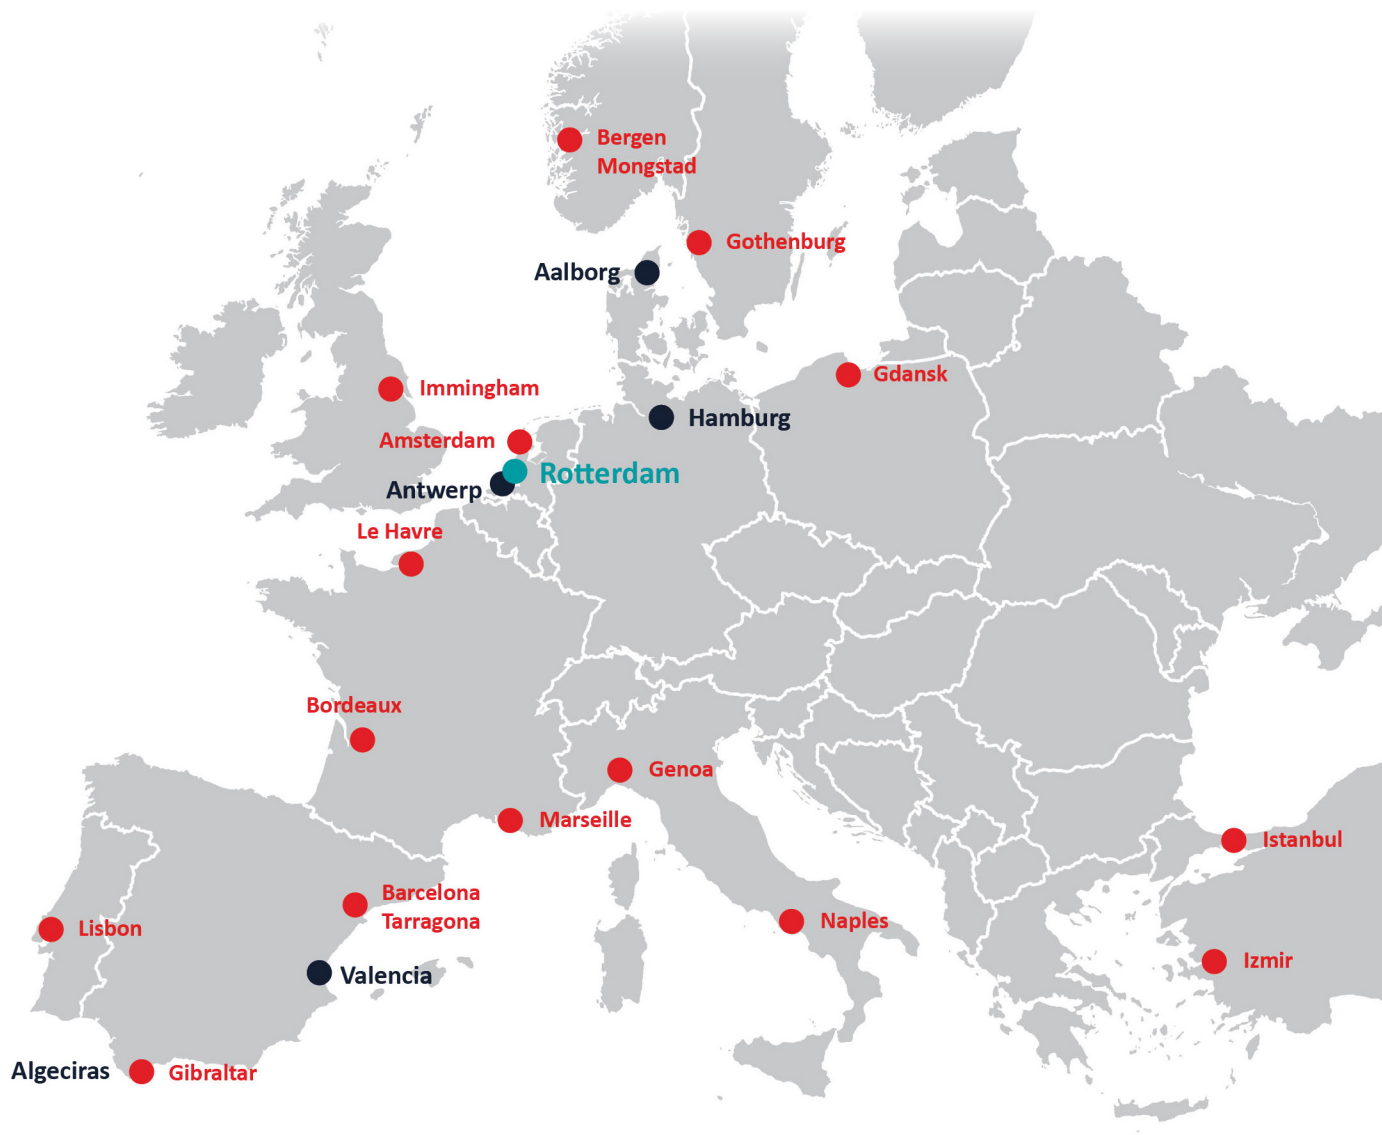 Bergen
Mongstad
Gothenburg
Aalborg
Gdansk
Immingham
Hamburg
Amsterdam
Rotterdam
Antwerp
Le Havre
Bordeaux
Genoa
Marseille
Istanbul
Barcelona
Tarragona
Naples
Lisbon
Izmir
Valencia
Algeciras
Gibraltar